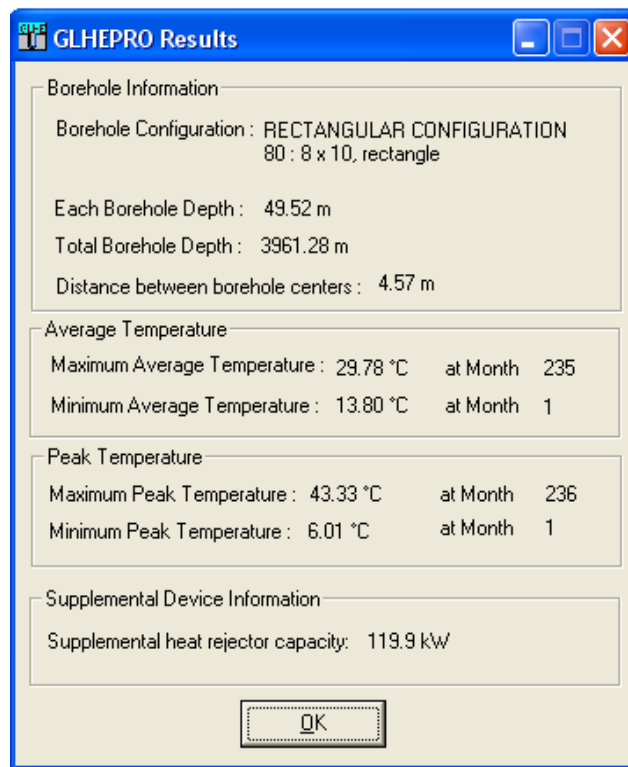 GLHEPRO Results
Borehole Information
Borehole Configuration : RECTANGULAR CONFIGURATION
80 : 8 x 10, rectangle
Each Borehole Depth : 49.52 m
Total Borehole Depth : 3961.28 m
Distance between borehole centers : 4.57 m
Average Temperature
Maximum Average Temperature : 29.78 °C at Month 235
Minimum Average Temperature : 13.80 °C at Month 1
Peak Temperature
Maximum Peak Temperature : 43.33 °C at Month 236
Minimum Peak Temperature : 6.01 °C at Month 1
Supplemental Device Information
Supplemental heat rejector capacity: 119.9 kW
OK